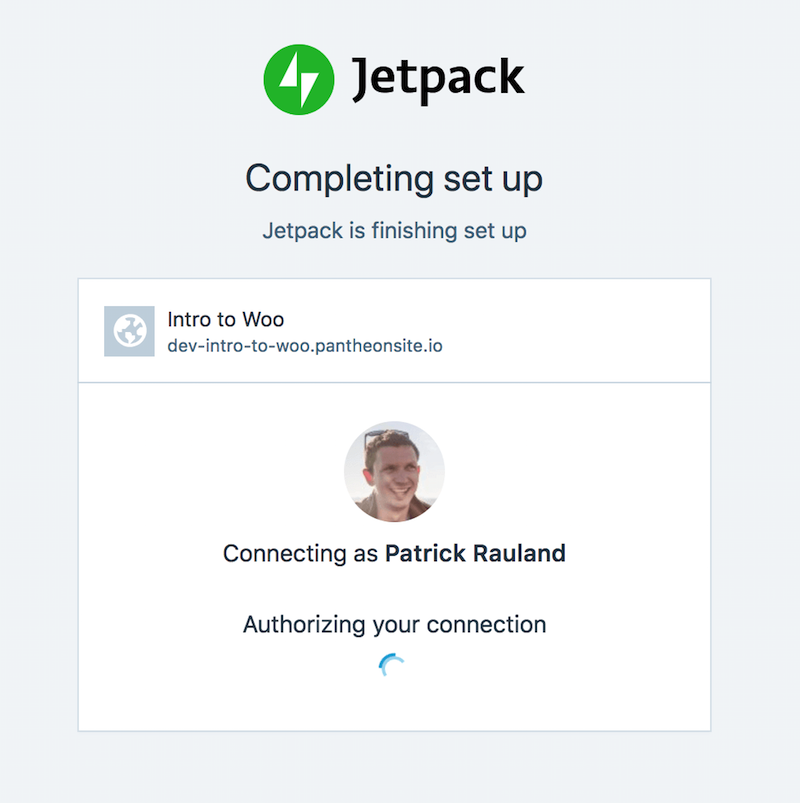 Jetpack
Completing set up
Jetpack is finishing set up
Intro to Woo
dev-intro-to-woo.pantheonsite.io
Connecting as Patrick Rauland
Authorizing your connection